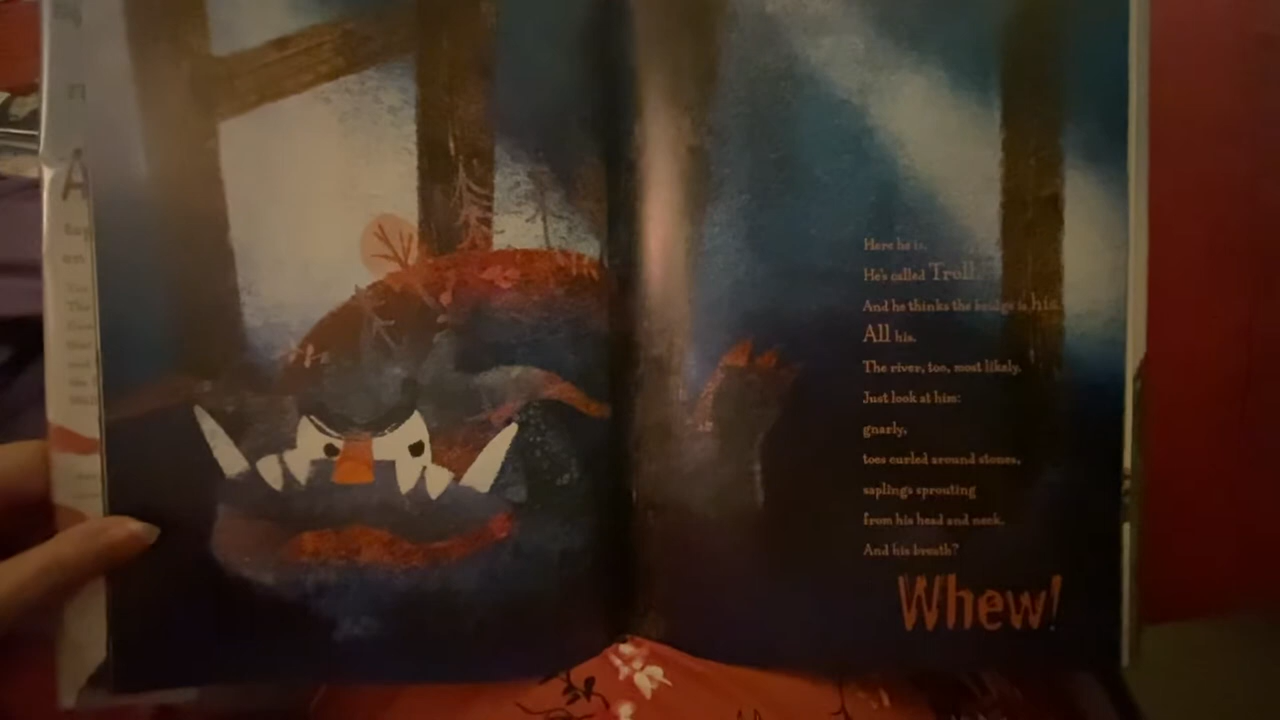 Here he is.
He's called Troll.
And he thinks the bridge is his.
All his.
The river, too, most likely.
Just look at him:
gnarly,
toes curled around stones,
saplings sprouting
from his head and neck.
And his breath?
Whew!